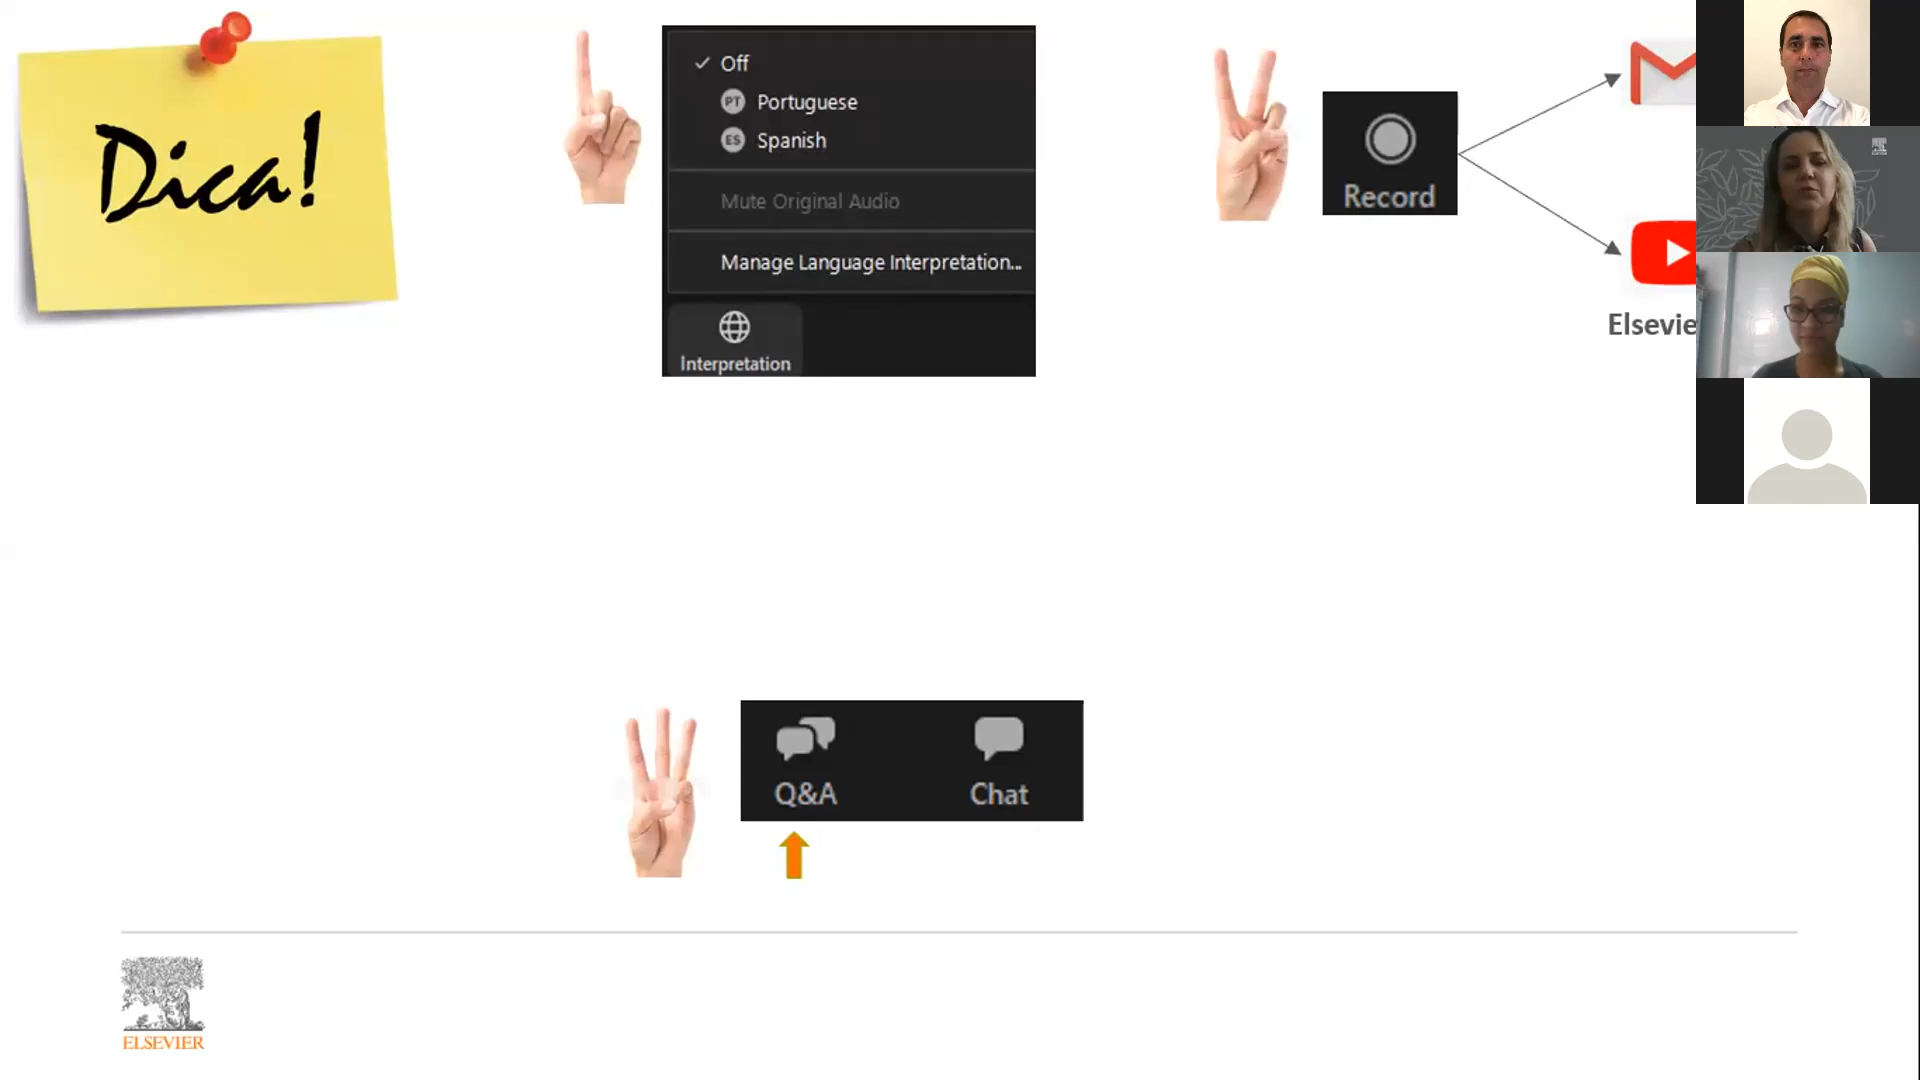 Dica!
Off
PT Portuguese
ES Spanish
Mute Original Audio
Manage Language Interpretation...
Interpretation
Record
Elsevie
Q&A
Chat
ELSEVIER